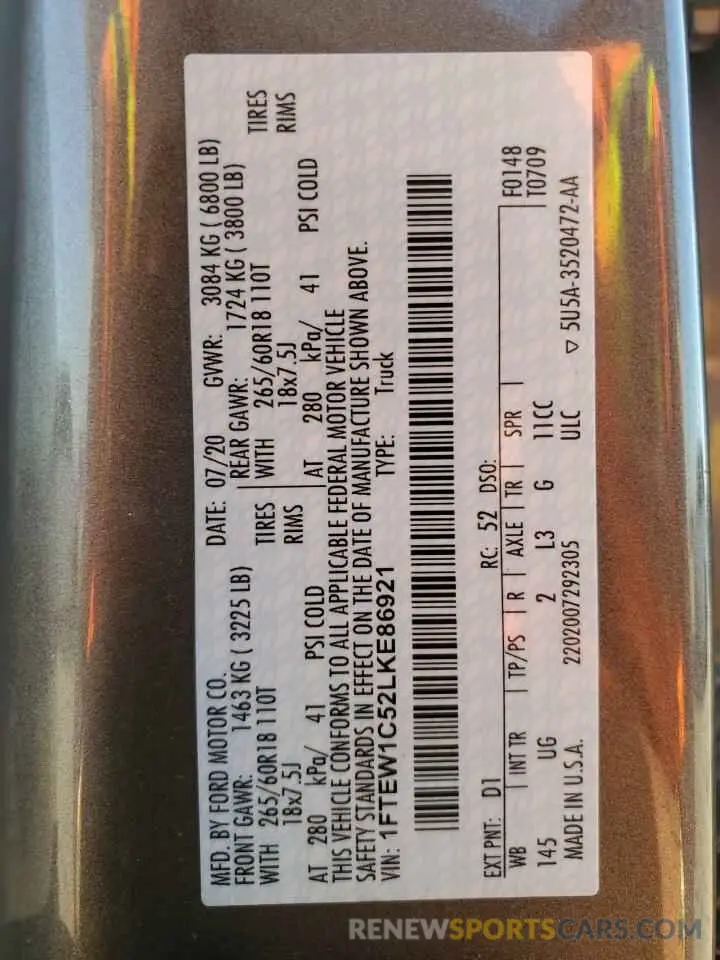 MFD. BY FORD MOTOR CO. DATE: 07/20 GVWR: 3084 KG ( 6800 LB)
FRONT GAWR: 1463 KG ( 3225 LB) REAR GAWR: 1724 KG ( 3800 LB)
WITH 265/60R18 110T TIRES WITH 265/60R18 110T TIRES
18x7.5J RIMS 18x7.5J RIMS
AT 280 kPa/ 41 PSI COLD AT 280 kPa/ 41 PSI COLD
THIS VEHICLE CONFORMS TO ALL APPLICABLE FEDERAL MOTOR VEHICLE
SAFETY STANDARDS IN EFFECT ON THE DATE OF MANUFACTURE SHOWN ABOVE.
VIN: 1FTEW1C52LKE86921 TYPE: Truck
EXT PNT: D1 RC: 52 DSO: F0148
WB INT TR TP/PS R AXLE TR SPR T0709
145 UG 2 L3 G 11CC
MADE IN U.S.A. 2202007292305 ULC ▽ 5U5A-3520472-AA
RENEWSPORTSCARS.COM